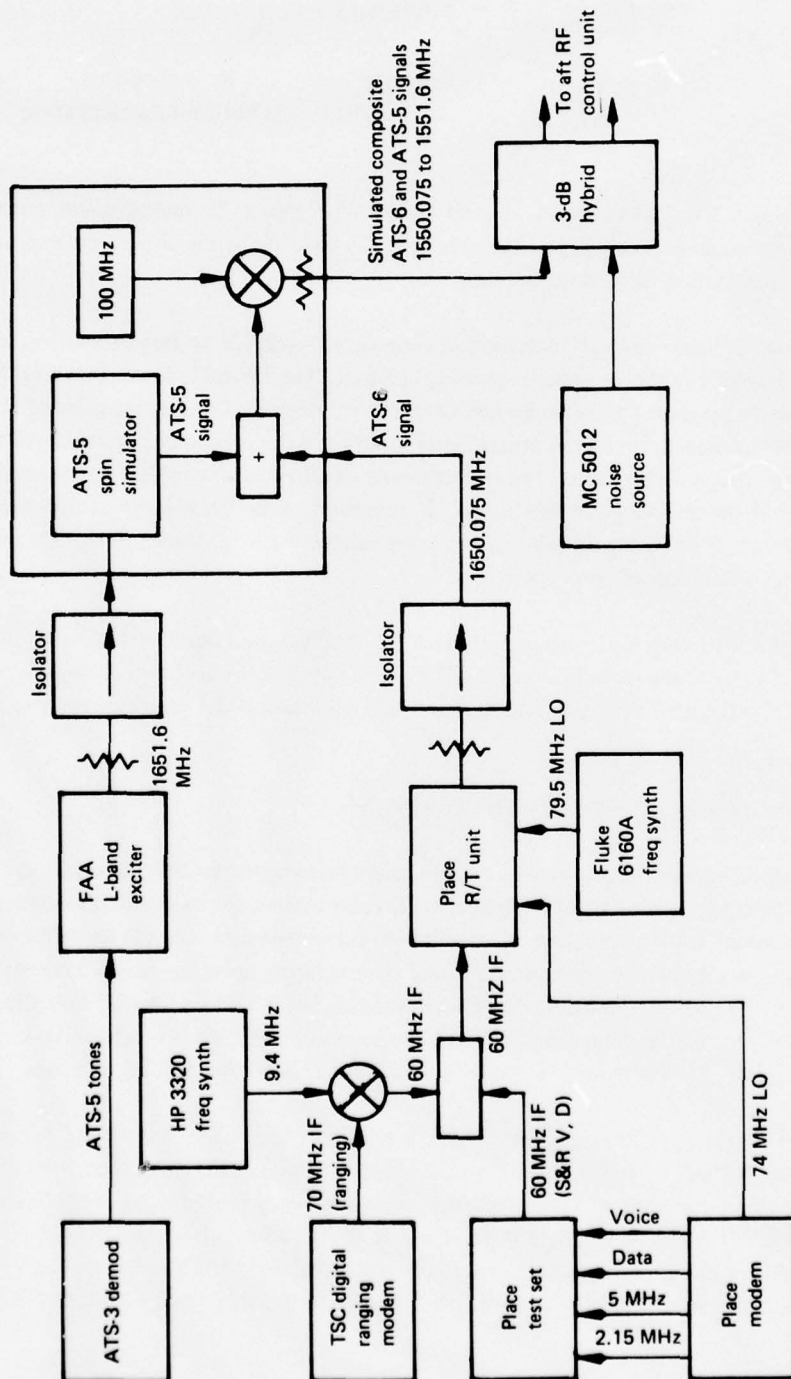 ATS-3 demod
ATS-5 tones
FAA
L-band
exciter
1651.6
MHz
Isolator
ATS-5
spin
simulator
ATS-5
signal
100 MHz
+
ATS-6
signal
Simulated composite
ATS-6 and ATS-5 signals
1550.075 to 1551.6 MHz
HP 3320
freq synth
9.4 MHz
TSC digital
ranging
modem
70 MHz IF
(ranging)
60 MHz IF
60 MHZ IF
60 MHz IF
(S&R V, D)
Place
R/T unit
Isolator
1650.075 MHz
79.5 MHz LO
Fluke
6160A
freq synth
MC 5012
noise
source
3-dB
hybrid
To aft RF
control unit
Place
test set
Voice
Data
5 MHz
2.15 MHz
Place
modem
74 MHz LO